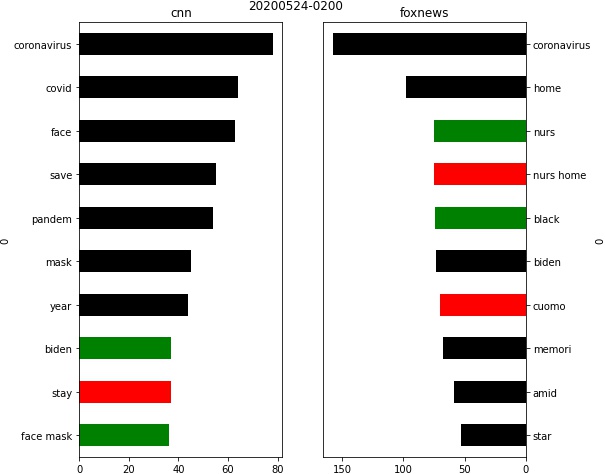 20200524-0200
cnn
foxnews
coronavirus
covid
face
save
pandem
mask
year
biden
stay
face mask
0 20 40 60 80
0
coronavirus
home
nurs
nurs home
black
biden
cuomo
memori
amid
star
150 100 50 0
0